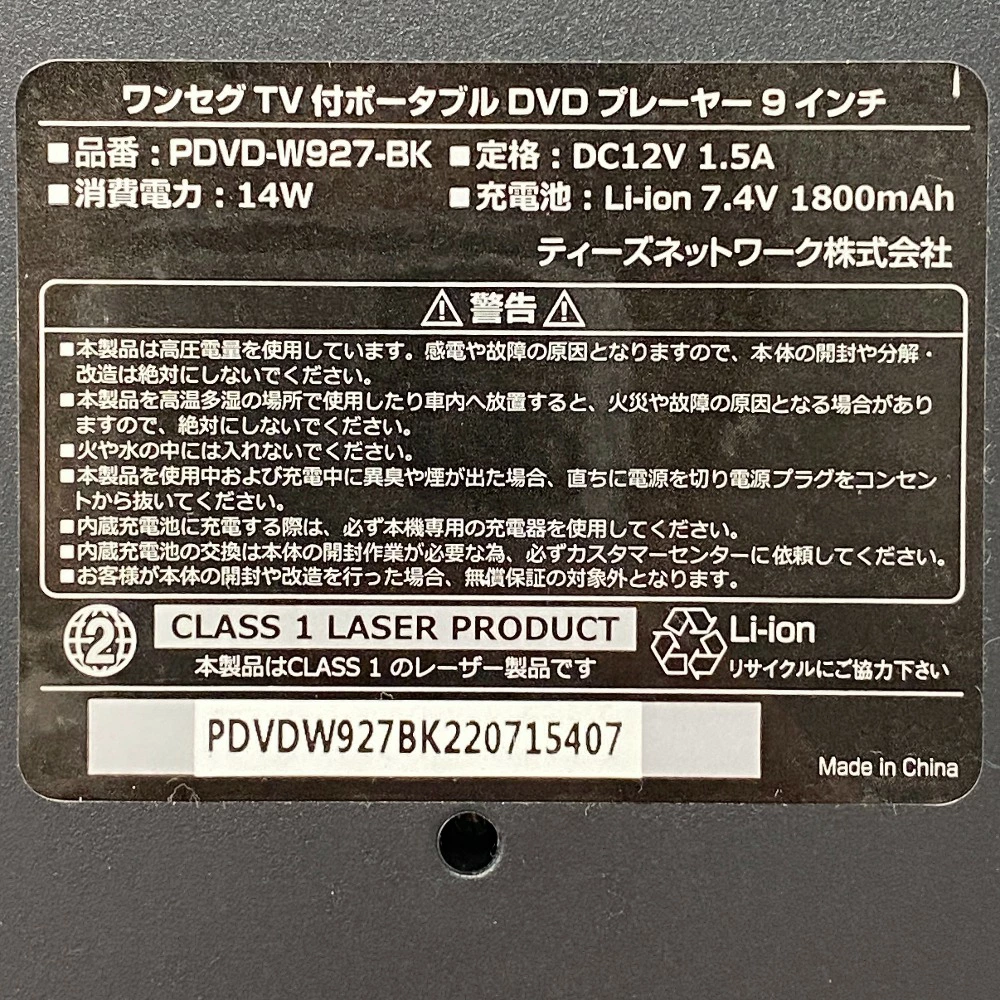 ワンセグ TV 付ポータブル DVD プレーヤー 9 インチ
■品番：PDVD-W927-BK ■定格：DC12V 1.5A
■消費電力：14W ■充電池：Li-ion 7.4V 1800mAh
ティーズネットワーク株式会社
⚠警告⚠
■本製品は高圧電量を使用しています。感電や故障の原因となりますので、本体の開封や分解・
改造は絶対にしないでください。
■本製品を高温多湿の場所で使用したり車内へ放置すると、火災や故障の原因となる場合があり
ますので、絶対にしないでください。
■火や水の中には入れないでください。
■本製品を使用中および充電中に異臭や煙が出た場合、直ちに電源を切り電源プラグをコンセン
トから抜いてください。
■内蔵充電池に充電する際は、必ず本機専用の充電器を使用してください。
■内蔵充電池の交換は本体の開封作業が必要な為、必ずカスタマーセンターに依頼してください。
■お客様が本体の開封や改造を行った場合、無償保証の対象外となります。
2 CLASS 1 LASER PRODUCT Li-ion
本製品はCLASS 1 のレーザー製品です リサイクルにご協力下さい
PDVDW927BK220715407
Made in China